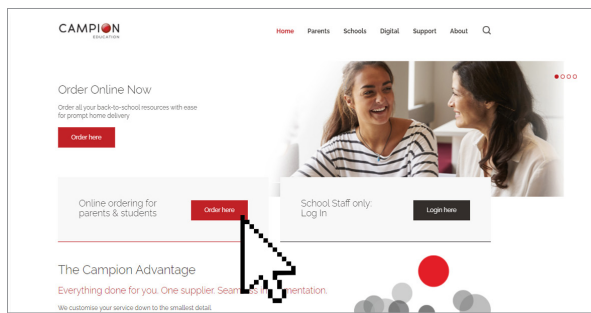 CAMPION
EDUCATION
Home Parents Schools Digital Support About
Order Online Now
Order all your back-to-school resources with ease
for prompt home delivery
Order here
Online ordering for
parents & students
Order here
School Staff only:
Log In
Login here
The Campion Advantage
Everything done for you. One supplier. mentation.
We customise your service down to the smallest detail